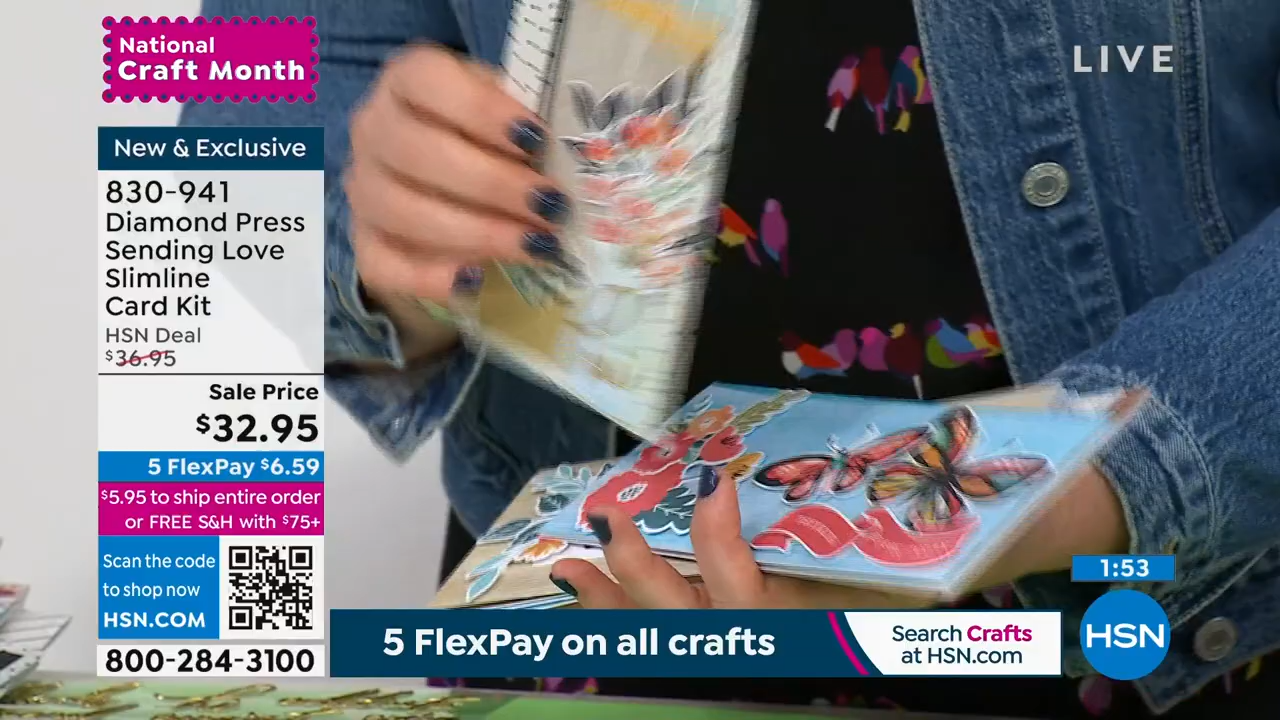 National
Craft Month
LIVE
New & Exclusive
830-941
Diamond Press
Sending Love
Slimline
Card Kit
HSN Deal
$36.95
Sale Price
$32.95
5 FlexPay $6.59
$5.95 to ship entire order
or FREE S&H with $75+
Scan the code
to shop now
HSN.COM
800-284-3100
5 FlexPay on all crafts
Search Crafts
at HSN.com
1:53
HSN